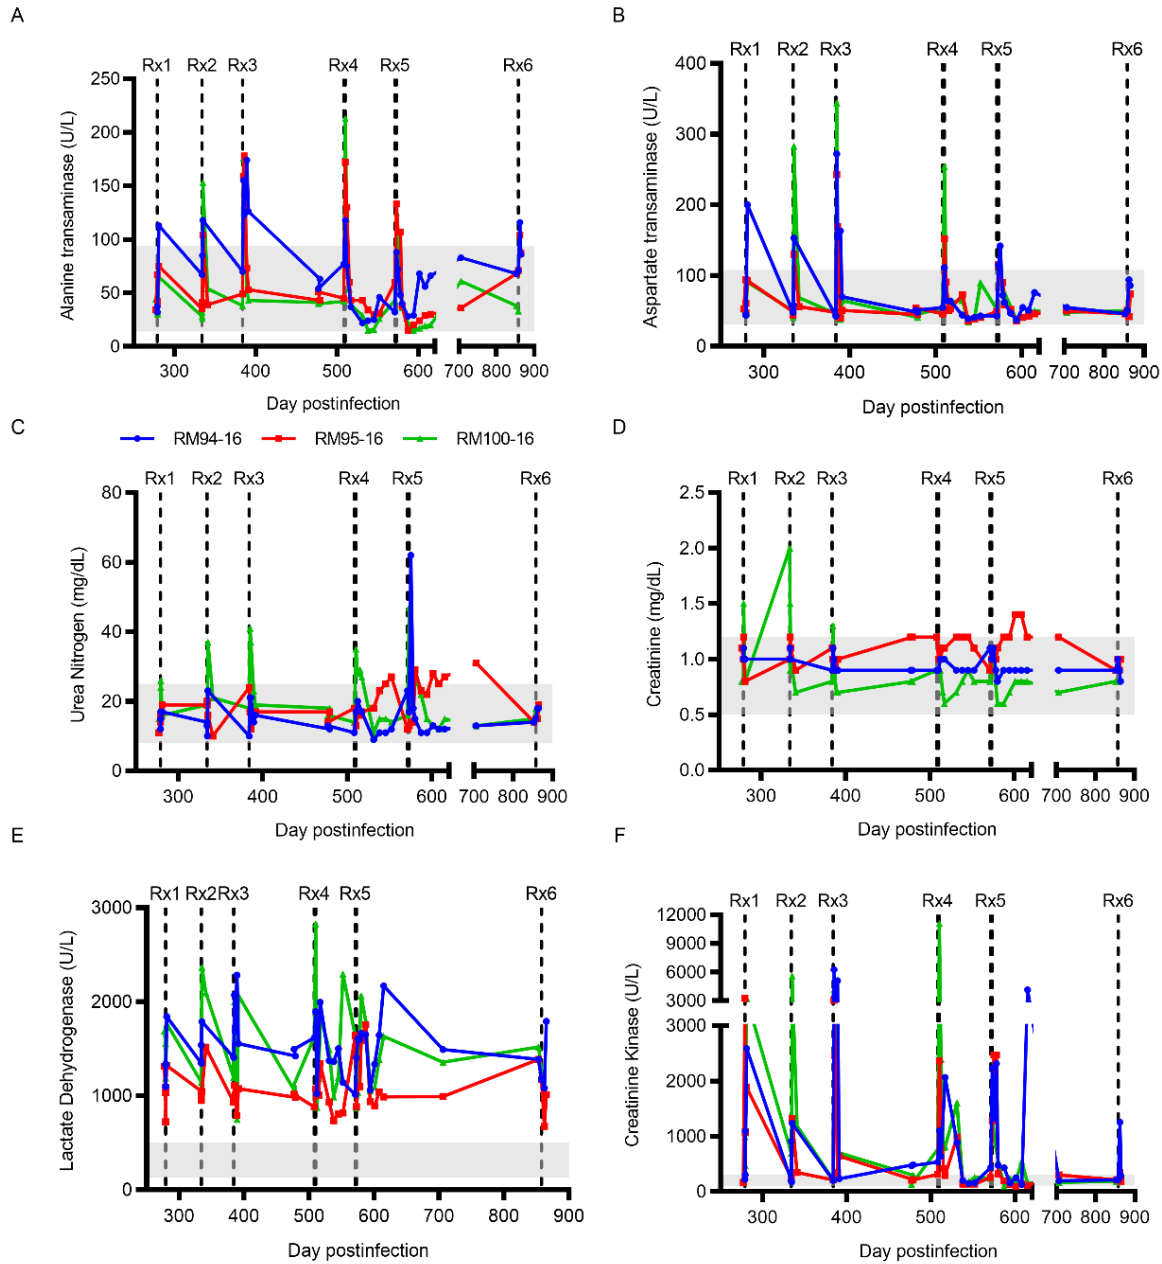 A
Rx1 Rx2 Rx3 Rx4 Rx5 Rx6
Alanine transaminase (U/L)
250
200
150
100
50
0
300 400 500 600 700 800 900
Day postinfection
B
Rx1 Rx2 Rx3 Rx4 Rx5 Rx6
Aspartate transaminase (U/L)
400
300
200
100
0
300 400 500 600 700 800 900
Day postinfection
RM94-16 RM95-16 RM100-16
C
Rx1 Rx2 Rx3 Rx4 Rx5 Rx6
Urea Nitrogen (mg/dL)
80
60
40
20
0
300 400 500 600 700 800 900
Day postinfection
D
Rx1 Rx2 Rx3 Rx4 Rx5 Rx6
Creatinine (mg/dL)
2.5
2.0
1.5
1.0
0.5
0.0
300 400 500 600 700 800 900
Day postinfection
E
Rx1 Rx2 Rx3 Rx4 Rx5 Rx6
Lactate Dehydrogenase (U/L)
3000
2000
1000
0
300 400 500 600 700 800 900
Day postinfection
F
Rx1 Rx2 Rx3 Rx4 Rx5 Rx6
Creatinine Kinase (U/L)
12000
9000
6000
3000
3000
2000
1000
0
300 400 500 600 700 800 900
Day postinfection